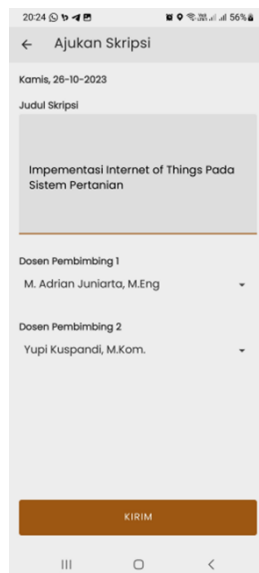 20:24 56%
Ajukan Skripsi
Kamis, 26-10-2023
Judul Skripsi
Impementasi Internet of Things Pada
Sistem Pertanian
Dosen Pembimbing 1
M. Adrian Juniarta, M.Eng
Dosen Pembimbing 2
Yupi Kuspandi, M.Kom.
KIRIM